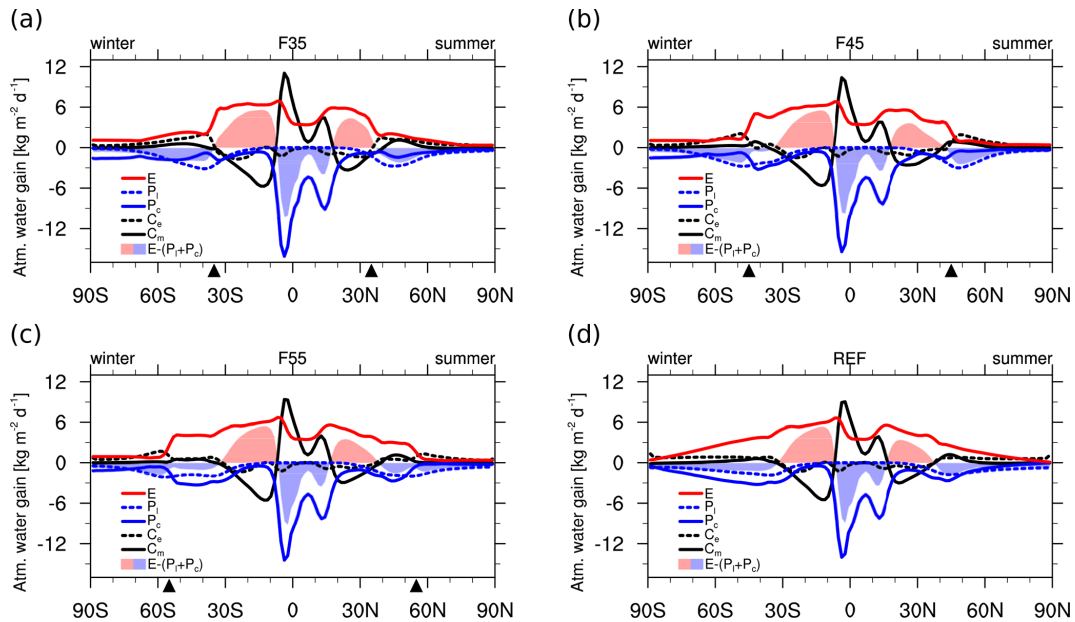 (a)
winter F35 summer
Atm. water gain [kg m⁻² d⁻¹]
12
6
0
-6
-12
E
Pₗ
P꜀
Cₑ
Cₘ
E-(Pₗ+P꜀)
90S 60S 30S 0 30N 60N 90N
(b)
winter F45 summer
Atm. water gain [kg m⁻² d⁻¹]
12
6
0
-6
-12
E
Pₗ
P꜀
Cₑ
Cₘ
E-(Pₗ+P꜀)
90S 60S 30S 0 30N 60N 90N
(c)
winter F55 summer
Atm. water gain [kg m⁻² d⁻¹]
12
6
0
-6
-12
E
Pₗ
P꜀
Cₑ
Cₘ
E-(Pₗ+P꜀)
90S 60S 30S 0 30N 60N 90N
(d)
winter REF summer
Atm. water gain [kg m⁻² d⁻¹]
12
6
0
-6
-12
E
Pₗ
P꜀
Cₑ
Cₘ
E-(Pₗ+P꜀)
90S 60S 30S 0 30N 60N 90N